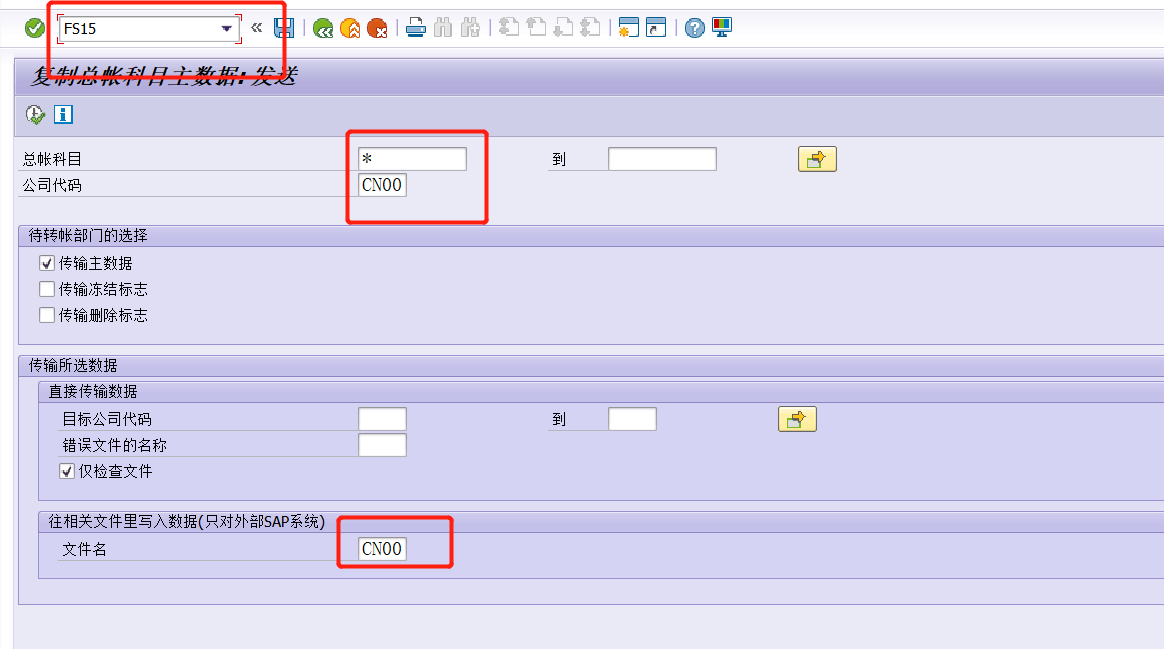 FS15
复制总帐科目主数据: 发送
总帐科目 * 到
公司代码 CN00
待转帐部门的选择
传输主数据
传输冻结标志
传输删除标志
传输所选数据
直接传输数据
目标公司代码 到
错误文件的名称
仅检查文件
往相关文件里写入数据(只对外部SAP系统)
文件名 CN00